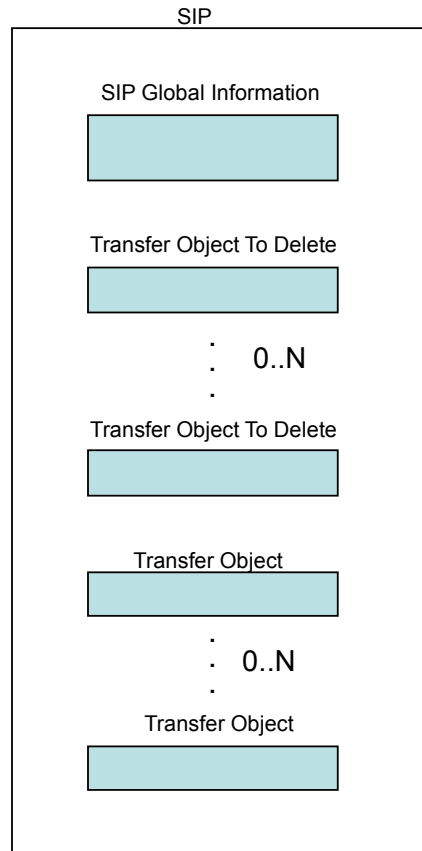 SIP
SIP Global Information
Transfer Object To Delete
.
. 0..N
.
Transfer Object To Delete
Transfer Object
.
. 0..N
.
Transfer Object